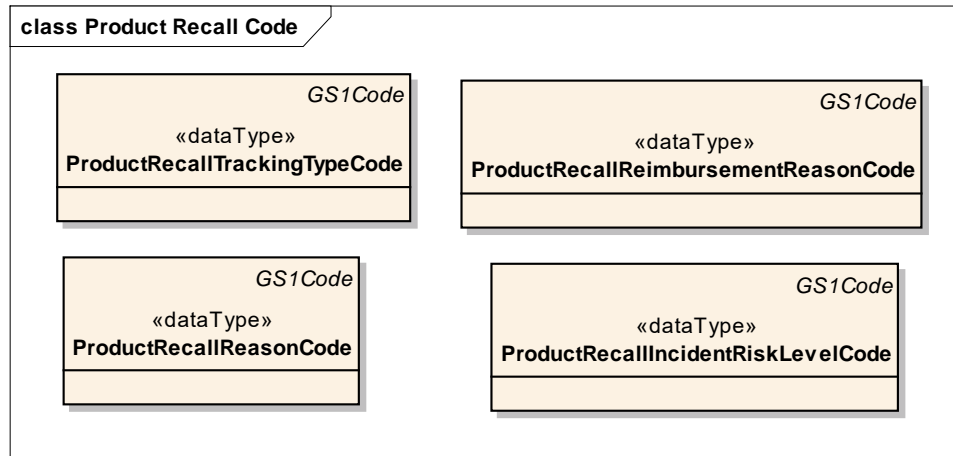 class Product Recall Code
GS1Code
«dataType»
ProductRecallTrackingTypeCode
GS1Code
«dataType»
ProductRecallReimbursementReasonCode
GS1Code
«dataType»
ProductRecallReasonCode
GS1Code
«dataType»
ProductRecallIncidentRiskLevelCode